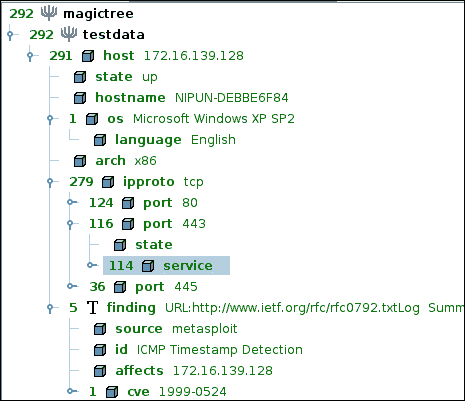 292 magictree
292 testdata
291 host 172.16.139.128
state up
hostname NIPUN-DEBBE6F84
1 os Microsoft Windows XP SP2
language English
arch x86
279 ipproto tcp
124 port 80
116 port 443
state
114 service
36 port 445
5 T finding URL:http://www.ietf.org/rfc/rfc0792.txtLog Summ
source metasploit
id ICMP Timestamp Detection
affects 172.16.139.128
1 cve 1999-0524